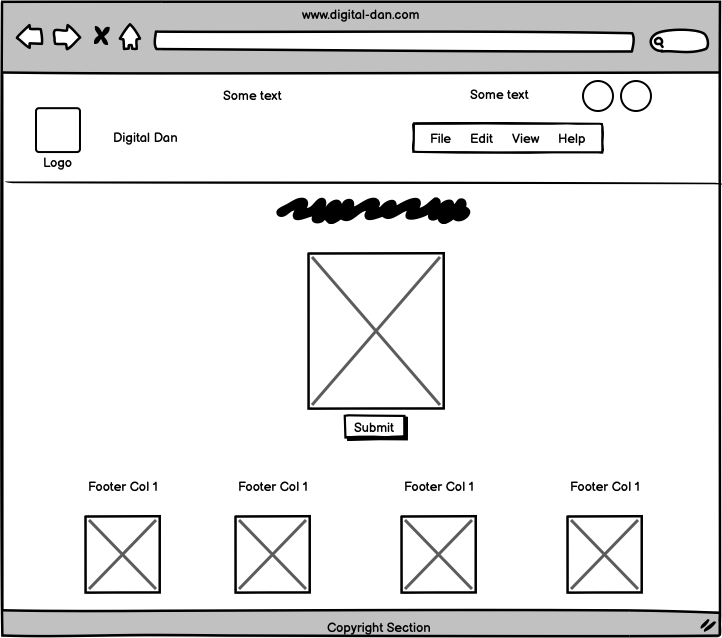 www.digital-dan.com
Some text
Some text
Logo
Digital Dan
File Edit View Help
Submit
Footer Col 1
Footer Col 1
Footer Col 1
Footer Col 1
Copyright Section